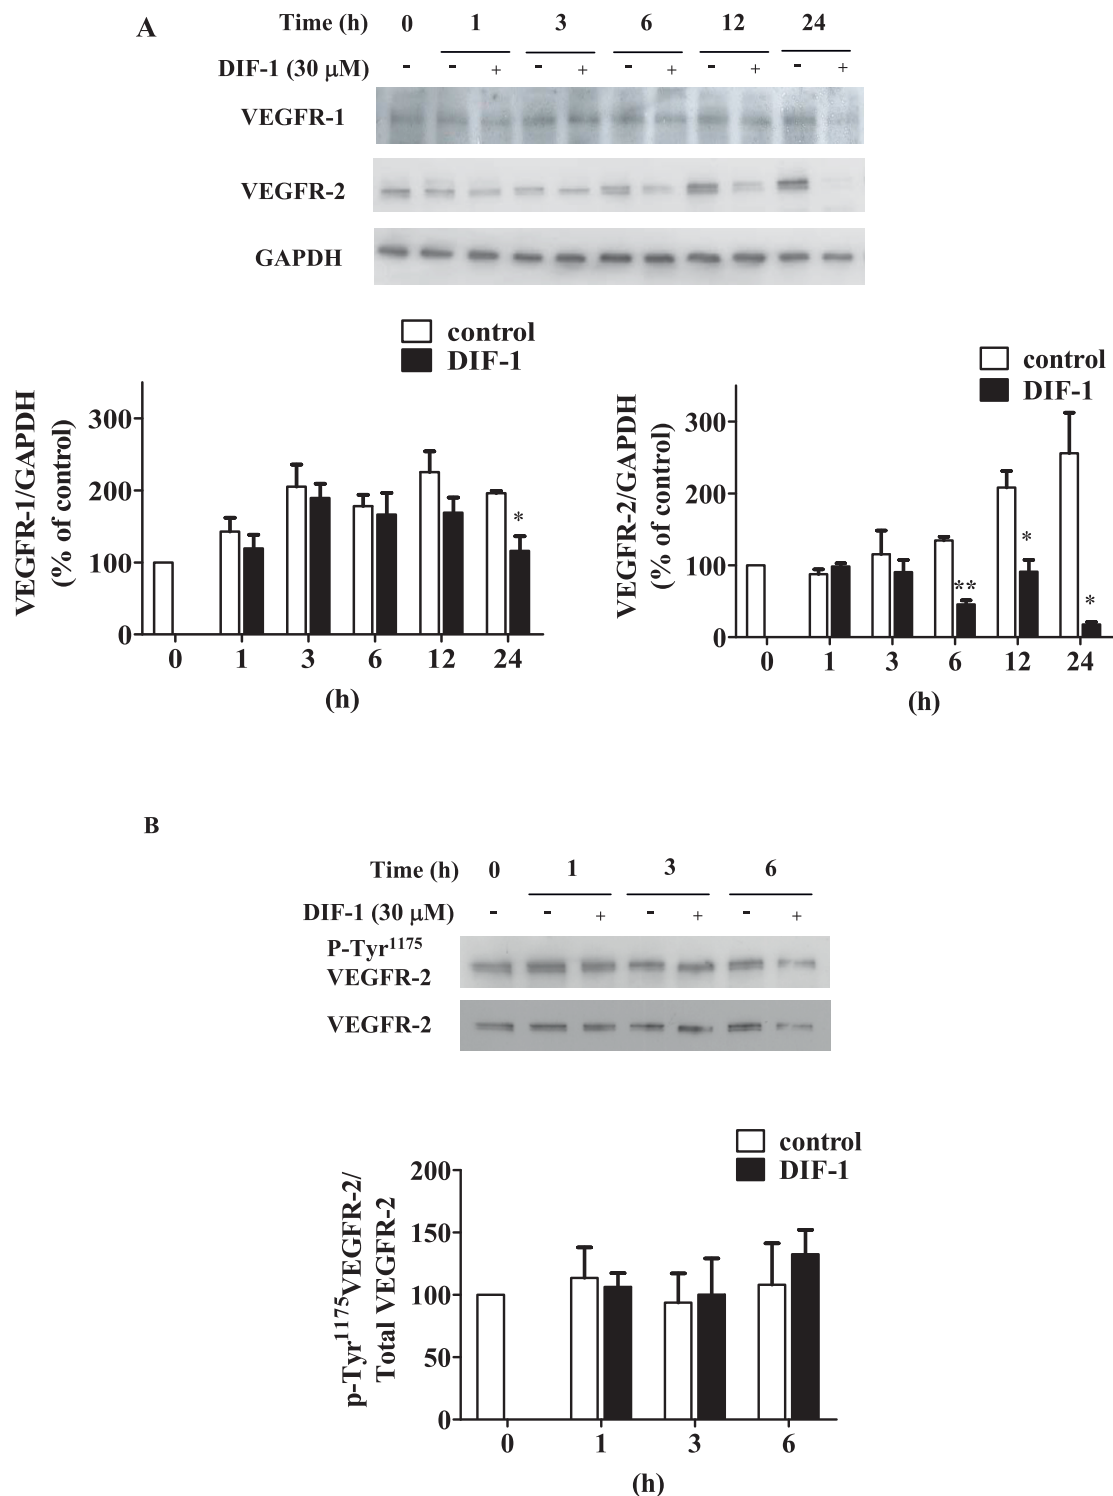 A
Time (h) 0 1 3 6 12 24
DIF-1 (30 μM) - - + - + - + - + - +
VEGFR-1
VEGFR-2
GAPDH
control
DIF-1
VEGFR-1/GAPDH
(% of control)
300
200
100
0
0 1 3 6 12 24
(h)
*
control
DIF-1
VEGFR-2/GAPDH
(% of control)
300
200
100
0
0 1 3 6 12 24
(h)
**
*
*
B
Time (h) 0 1 3 6
DIF-1 (30 μM) - - + - + - +
P-Tyr¹¹⁷⁵
VEGFR-2
VEGFR-2
control
DIF-1
p-Tyr¹¹⁷⁵VEGFR-2/
Total VEGFR-2
200
150
100
50
0
0 1 3 6
(h)